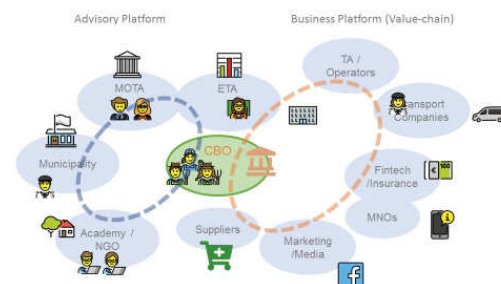 Advisory Platform
Business Platform (Value-chain)
MOTA
ETA
TA /
Operators
Transport
Companies
CBO
Municipality
Fintech
/Insurance
100
€
MNOs
i
Academy /
NGO
Suppliers
Marketing
/Media
f